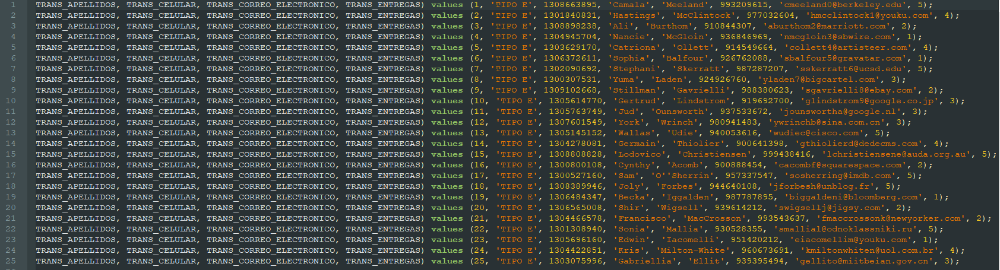 1 TRANS_APELLIDOS, TRANS_CELULAR, TRANS_CORREO_ELECTRONICO, TRANS_ENTREGAS) values (1, 'TIPO E', 1308663895, 'Camala', 'Meeland', 993209615, 'cmeeland0@berkeley.edu', 5);
2 TRANS_APELLIDOS, TRANS_CELULAR, TRANS_CORREO_ELECTRONICO, TRANS_ENTREGAS) values (2, 'TIPO E', 1301840831, 'Hastings', 'McClintock', 977032604, 'hmcclintock1@youku.com', 4);
3 TRANS_APELLIDOS, TRANS_CELULAR, TRANS_CORREO_ELECTRONICO, TRANS_ENTREGAS) values (3, 'TIPO E', 1308898238, 'Ali', 'Burthom', 910844307, 'aburthom2@marriott.com', 2);
4 TRANS_APELLIDOS, TRANS_CELULAR, TRANS_CORREO_ELECTRONICO, TRANS_ENTREGAS) values (4, 'TIPO E', 1304945704, 'Nancie', 'McGloin', 936846969, 'nmcgloin3@sbwire.com', 1);
5 TRANS_APELLIDOS, TRANS_CELULAR, TRANS_CORREO_ELECTRONICO, TRANS_ENTREGAS) values (5, 'TIPO E', 1303629170, 'Catriona', 'Ollett', 914549664, 'collett4@artisteer.com', 4);
6 TRANS_APELLIDOS, TRANS_CELULAR, TRANS_CORREO_ELECTRONICO, TRANS_ENTREGAS) values (6, 'TIPO E', 1306372611, 'Sophia', 'Balfour', 926762088, 'sbalfour5@gravatar.com', 1);
7 TRANS_APELLIDOS, TRANS_CELULAR, TRANS_CORREO_ELECTRONICO, TRANS_ENTREGAS) values (7, 'TIPO E', 1302090692, 'Stephani', 'Skerratt', 987287207, 'sskerratt6@ucsd.edu', 5);
8 TRANS_APELLIDOS, TRANS_CELULAR, TRANS_CORREO_ELECTRONICO, TRANS_ENTREGAS) values (8, 'TIPO E', 1300307531, 'Yuma', 'Laden', 924926760, 'yladen7@bigcartel.com', 3);
9 TRANS_APELLIDOS, TRANS_CELULAR, TRANS_CORREO_ELECTRONICO, TRANS_ENTREGAS) values (9, 'TIPO E', 1309102668, 'Stillman', 'Gavrielli', 988380623, 'sgavrielli8@ebay.com', 2);
10 TRANS_APELLIDOS, TRANS_CELULAR, TRANS_CORREO_ELECTRONICO, TRANS_ENTREGAS) values (10, 'TIPO E', 1305614770, 'Gertrud', 'Lindstrom', 919692700, 'glindstrom9@google.co.jp', 3);
11 TRANS_APELLIDOS, TRANS_CELULAR, TRANS_CORREO_ELECTRONICO, TRANS_ENTREGAS) values (11, 'TIPO E', 1305763749, 'Jud', 'Ounsworth', 937533672, 'jounswortha@google.nl', 3);
12 TRANS_APELLIDOS, TRANS_CELULAR, TRANS_CORREO_ELECTRONICO, TRANS_ENTREGAS) values (12, 'TIPO E', 1307601549, 'York', 'Wrinch', 980941483, 'ywrinchb@sina.com.cn', 3);
13 TRANS_APELLIDOS, TRANS_CELULAR, TRANS_CORREO_ELECTRONICO, TRANS_ENTREGAS) values (13, 'TIPO E', 1305145152, 'Wallas', 'Udie', 940053616, 'wudiec@cisco.com', 5);
14 TRANS_APELLIDOS, TRANS_CELULAR, TRANS_CORREO_ELECTRONICO, TRANS_ENTREGAS) values (14, 'TIPO E', 1304278081, 'Germain', 'Thiolier', 900641398, 'gthiolierd@dedecms.com', 4);
15 TRANS_APELLIDOS, TRANS_CELULAR, TRANS_CORREO_ELECTRONICO, TRANS_ENTREGAS) values (15, 'TIPO E', 1308808828, 'Lodovico', 'Christiensen', 999438416, 'lchristiensene@auda.org.au', 5);
16 TRANS_APELLIDOS, TRANS_CELULAR, TRANS_CORREO_ELECTRONICO, TRANS_ENTREGAS) values (16, 'TIPO E', 1300800108, 'Cynthy', 'Acomb', 900888454, 'cacombf@squarespace.com', 2);
17 TRANS_APELLIDOS, TRANS_CELULAR, TRANS_CORREO_ELECTRONICO, TRANS_ENTREGAS) values (17, 'TIPO E', 1300527160, 'Sam', 'O''Sherrin', 957337547, 'sosherring@imdb.com', 5);
18 TRANS_APELLIDOS, TRANS_CELULAR, TRANS_CORREO_ELECTRONICO, TRANS_ENTREGAS) values (18, 'TIPO E', 1308389946, 'Joly', 'Forbes', 944640108, 'jforbesh@unblog.fr', 5);
19 TRANS_APELLIDOS, TRANS_CELULAR, TRANS_CORREO_ELECTRONICO, TRANS_ENTREGAS) values (19, 'TIPO E', 1306484347, 'Becka', 'Iggalden', 987787895, 'biggaldeni@bloomberg.com', 1);
20 TRANS_APELLIDOS, TRANS_CELULAR, TRANS_CORREO_ELECTRONICO, TRANS_ENTREGAS) values (20, 'TIPO E', 1306565008, 'Shir', 'Wigsell', 939614212, 'swigsellj@jigsy.com', 2);
21 TRANS_APELLIDOS, TRANS_CELULAR, TRANS_CORREO_ELECTRONICO, TRANS_ENTREGAS) values (21, 'TIPO E', 1304466578, 'Francisco', 'MacCrosson', 993543637, 'fmaccrossonk@newyorker.com', 2);
22 TRANS_APELLIDOS, TRANS_CELULAR, TRANS_CORREO_ELECTRONICO, TRANS_ENTREGAS) values (22, 'TIPO E', 1301308940, 'Sonia', 'Mallia', 930528355, 'smallial@odnoklassniki.ru', 5);
23 TRANS_APELLIDOS, TRANS_CELULAR, TRANS_CORREO_ELECTRONICO, TRANS_ENTREGAS) values (23, 'TIPO E', 1305696160, 'Edwin', 'Iacomelli', 951420212, 'eiacomellim@youku.com', 1);
24 TRANS_APELLIDOS, TRANS_CELULAR, TRANS_CORREO_ELECTRONICO, TRANS_ENTREGAS) values (24, 'TIPO E', 1304422851, 'Kris', 'Milton-White', 960673691, 'kmiltonwhiten@uol.com.br', 4);
25 TRANS_APELLIDOS, TRANS_CELULAR, TRANS_CORREO_ELECTRONICO, TRANS_ENTREGAS) values (25, 'TIPO E', 1303075996, 'Gabriellia', 'Ellit', 939395494, 'gellito@miitbeian.gov.cn', 3);